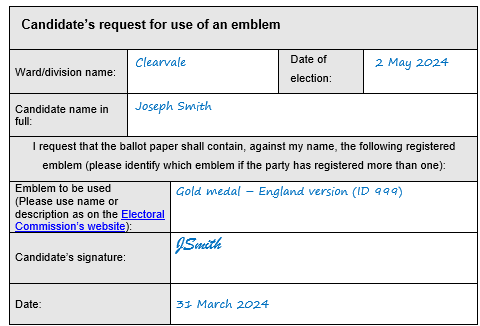 Candidate's request for use of an emblem
Ward/division name:
Clearvale
Date of
election:
2 May 2024
Candidate name in
full:
Joseph Smith
I request that the ballot paper shall contain, against my name, the following registered
emblem (please identify which emblem if the party has registered more than one):
Emblem to be used
(Please use name or
description as on the Electoral
Commission's website):
Gold medal – England version (ID 999)
Candidate's signature:
JSmith
Date:
31 March 2024